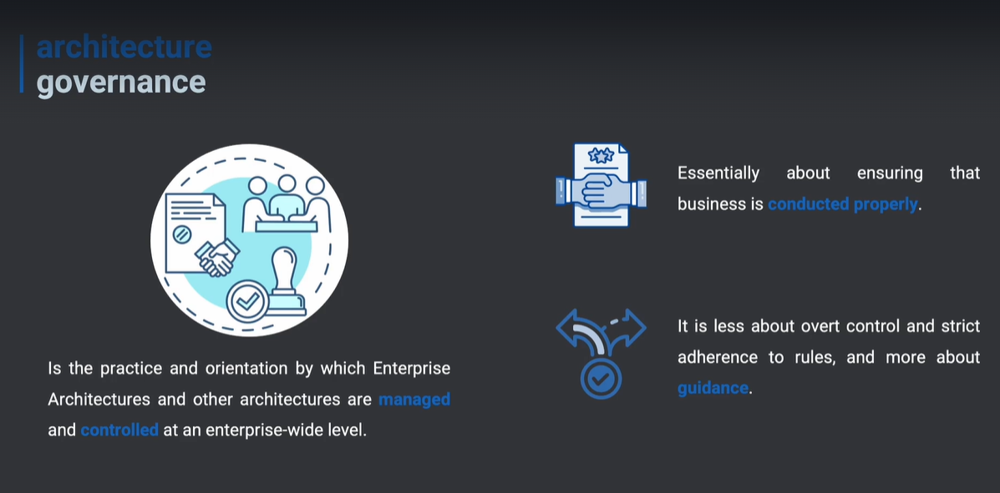 architecture
governance
Is the practice and orientation by which Enterprise
Architectures and other architectures are managed
and controlled at an enterprise-wide level.
Essentially about ensuring that
business is conducted properly.
It is less about overt control and strict
adherence to rules, and more about
guidance.